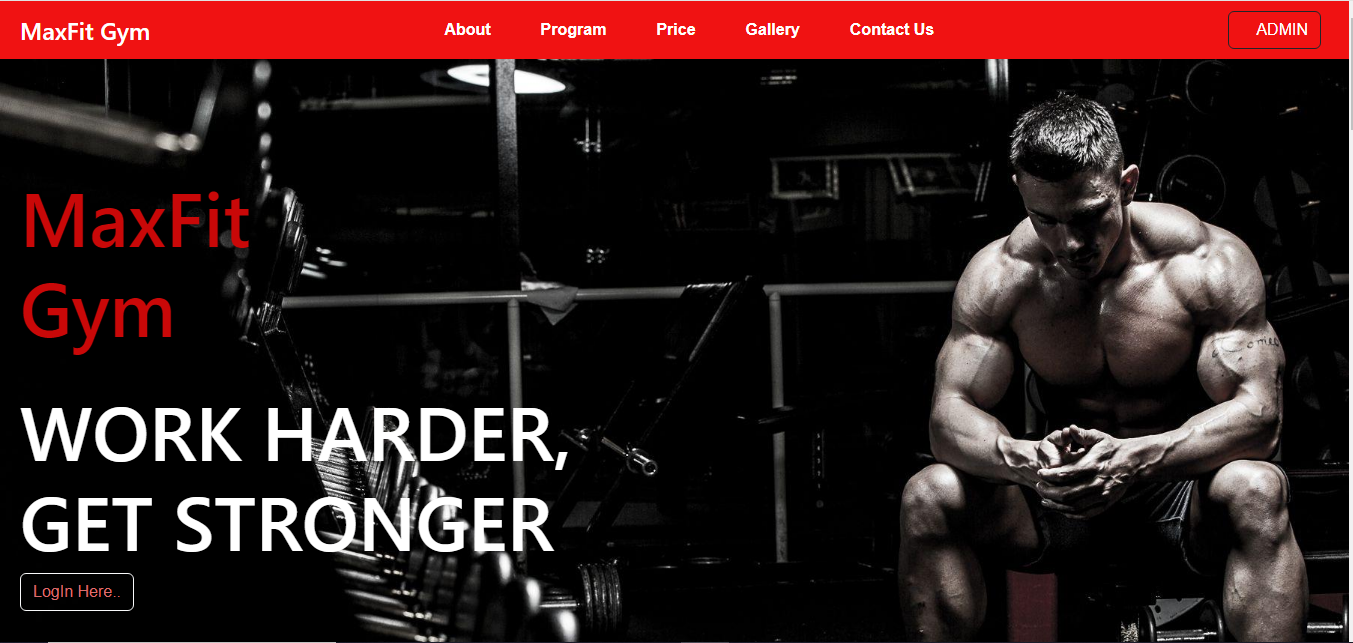 MaxFit Gym
About
Program
Price
Gallery
Contact Us
ADMIN
MaxFit
Gym
WORK HARDER,
GET STRONGER
LogIn Here..